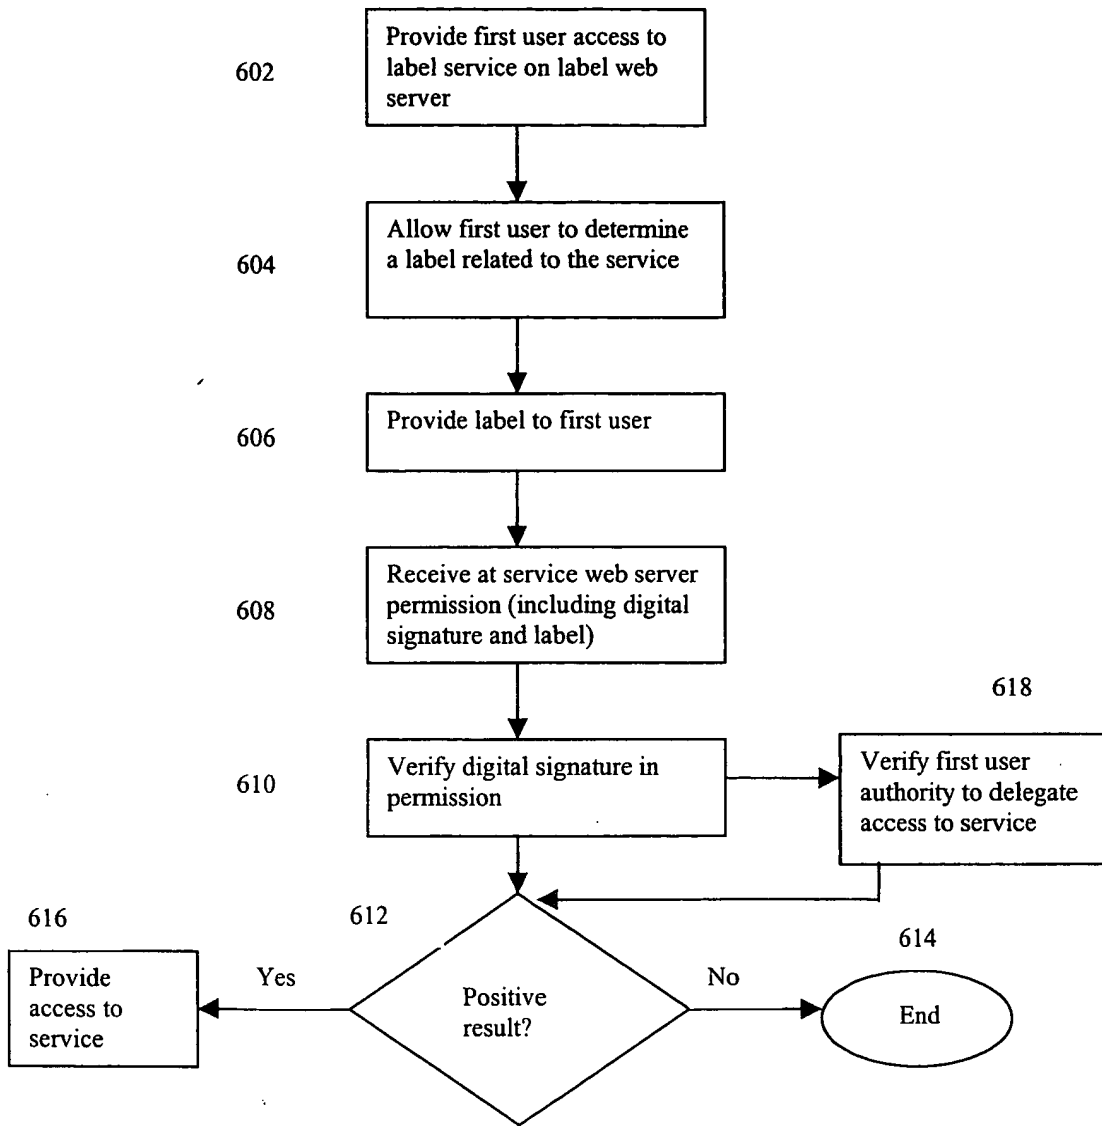 602
Provide first user access to
label service on label web
server
604
Allow first user to determine
a label related to the service
606
Provide label to first user
608
Receive at service web server
permission (including digital
signature and label)
610
Verify digital signature in
permission
618
Verify first user
authority to delegate
access to service
612
Positive
result?
Yes
616
Provide
access to
service
No
614
End